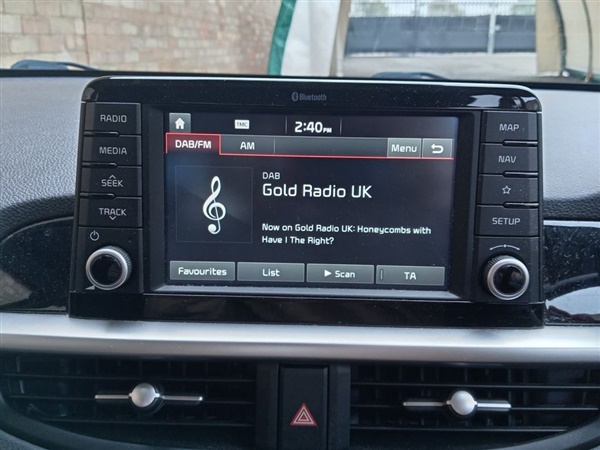 Bluetooth
RADIO
MEDIA
SEEK
TRACK
TMC
2:40PM
DAB/FM
AM
Menu
DAB
Gold Radio UK
Now on Gold Radio UK: Honeycombs with
Have I The Right?
Favourites
List
Scan
TA
MAP
NAV
SETUP